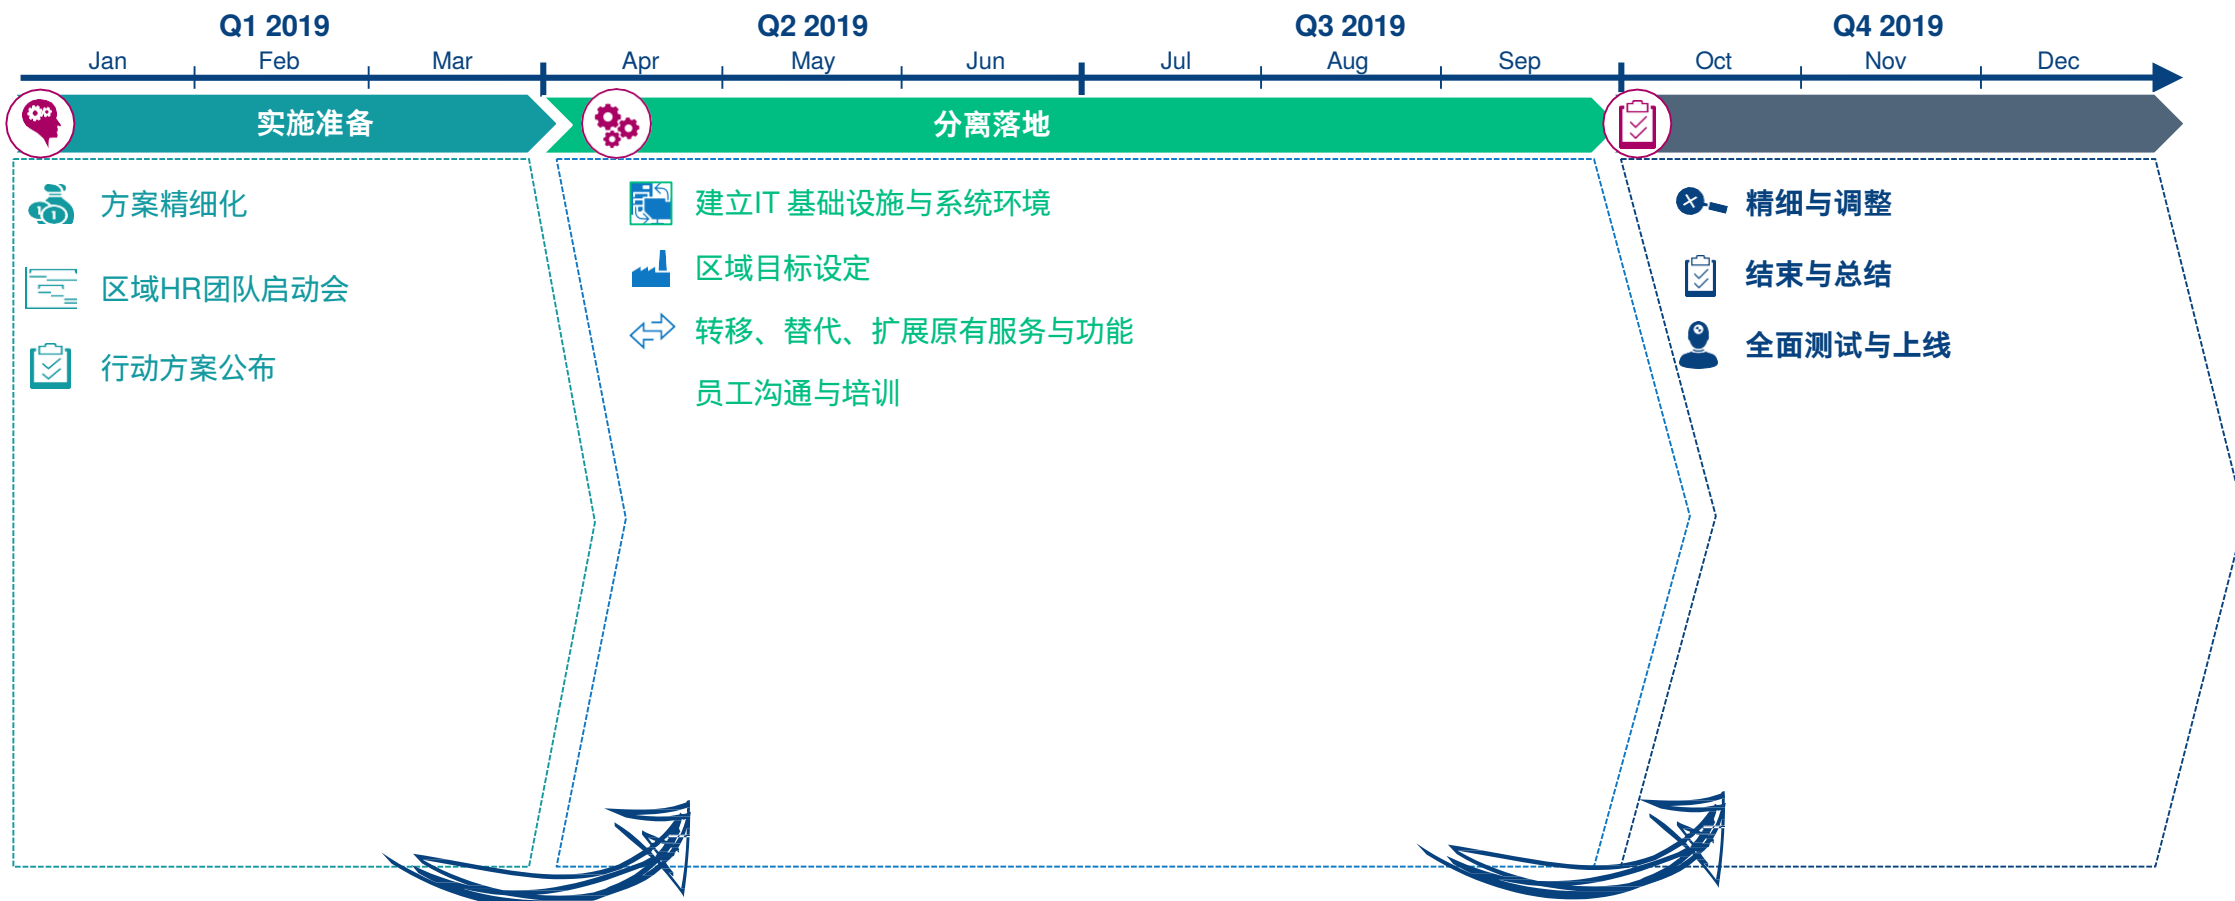 Q1 2019 Q2 2019 Q3 2019 Q4 2019
Jan Feb Mar Apr May Jun Jul Aug Sep Oct Nov Dec
实施准备
分离落地
方案精细化
区域HR团队启动会
行动方案公布
建立IT 基础设施与系统环境
区域目标设定
转移、替代、扩展原有服务与功能
员工沟通与培训
精细与调整
结束与总结
全面测试与上线